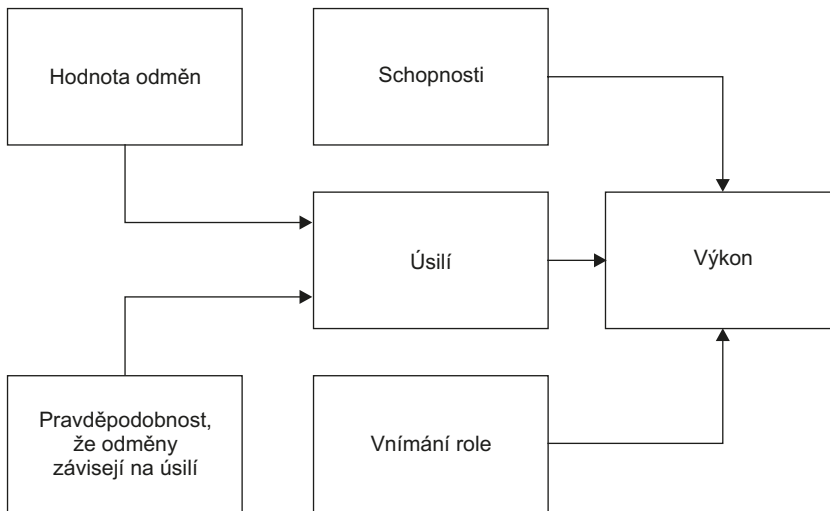 Hodnota odměn
Schopnosti
Úsilí
Výkon
Pravděpodobnost,
že odměny
závisejí na úsilí
Vnímání role